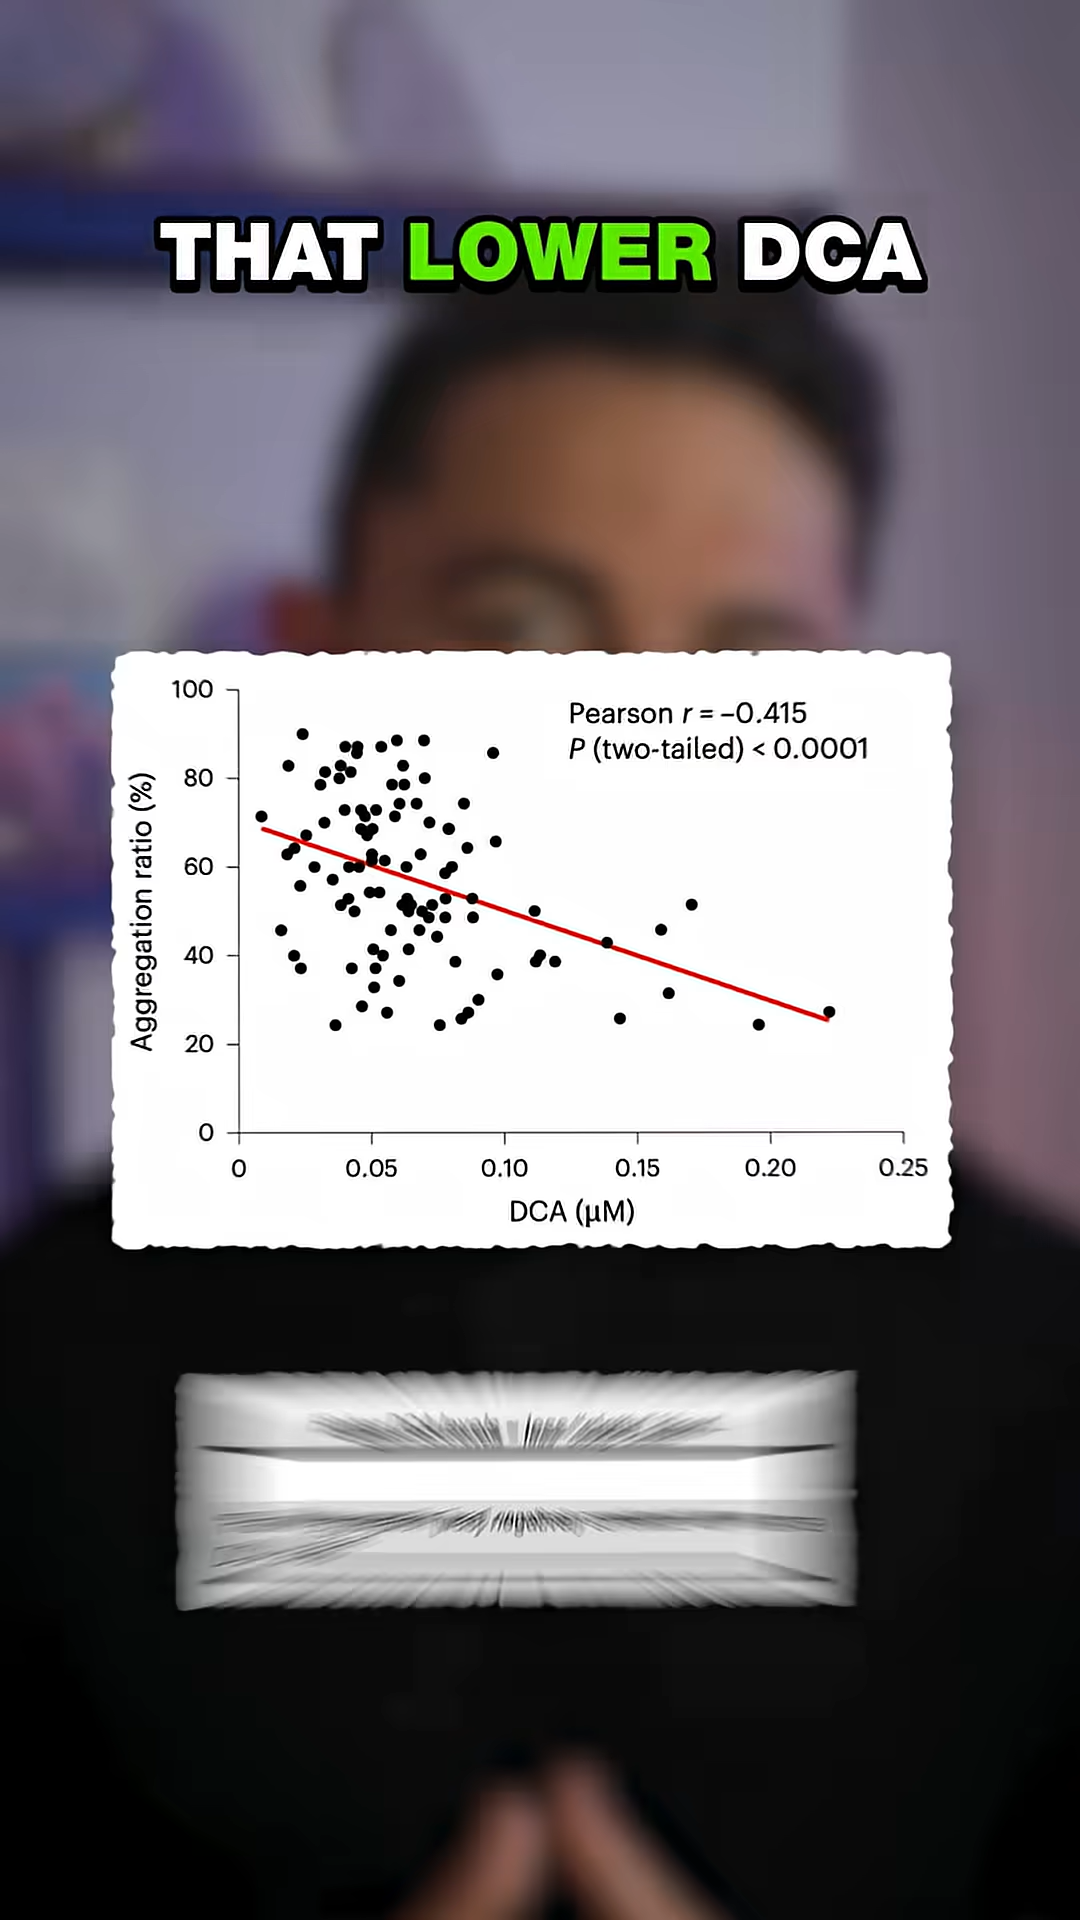 THAT LOWER DCA
Pearson r = −0.415
P (two-tailed) < 0.0001
Aggregation ratio (%)
100
80
60
40
20
0
0 0.05 0.10 0.15 0.20 0.25
DCA (μM)